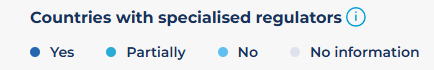 Countries with specialised regulators
Yes Partially No No information